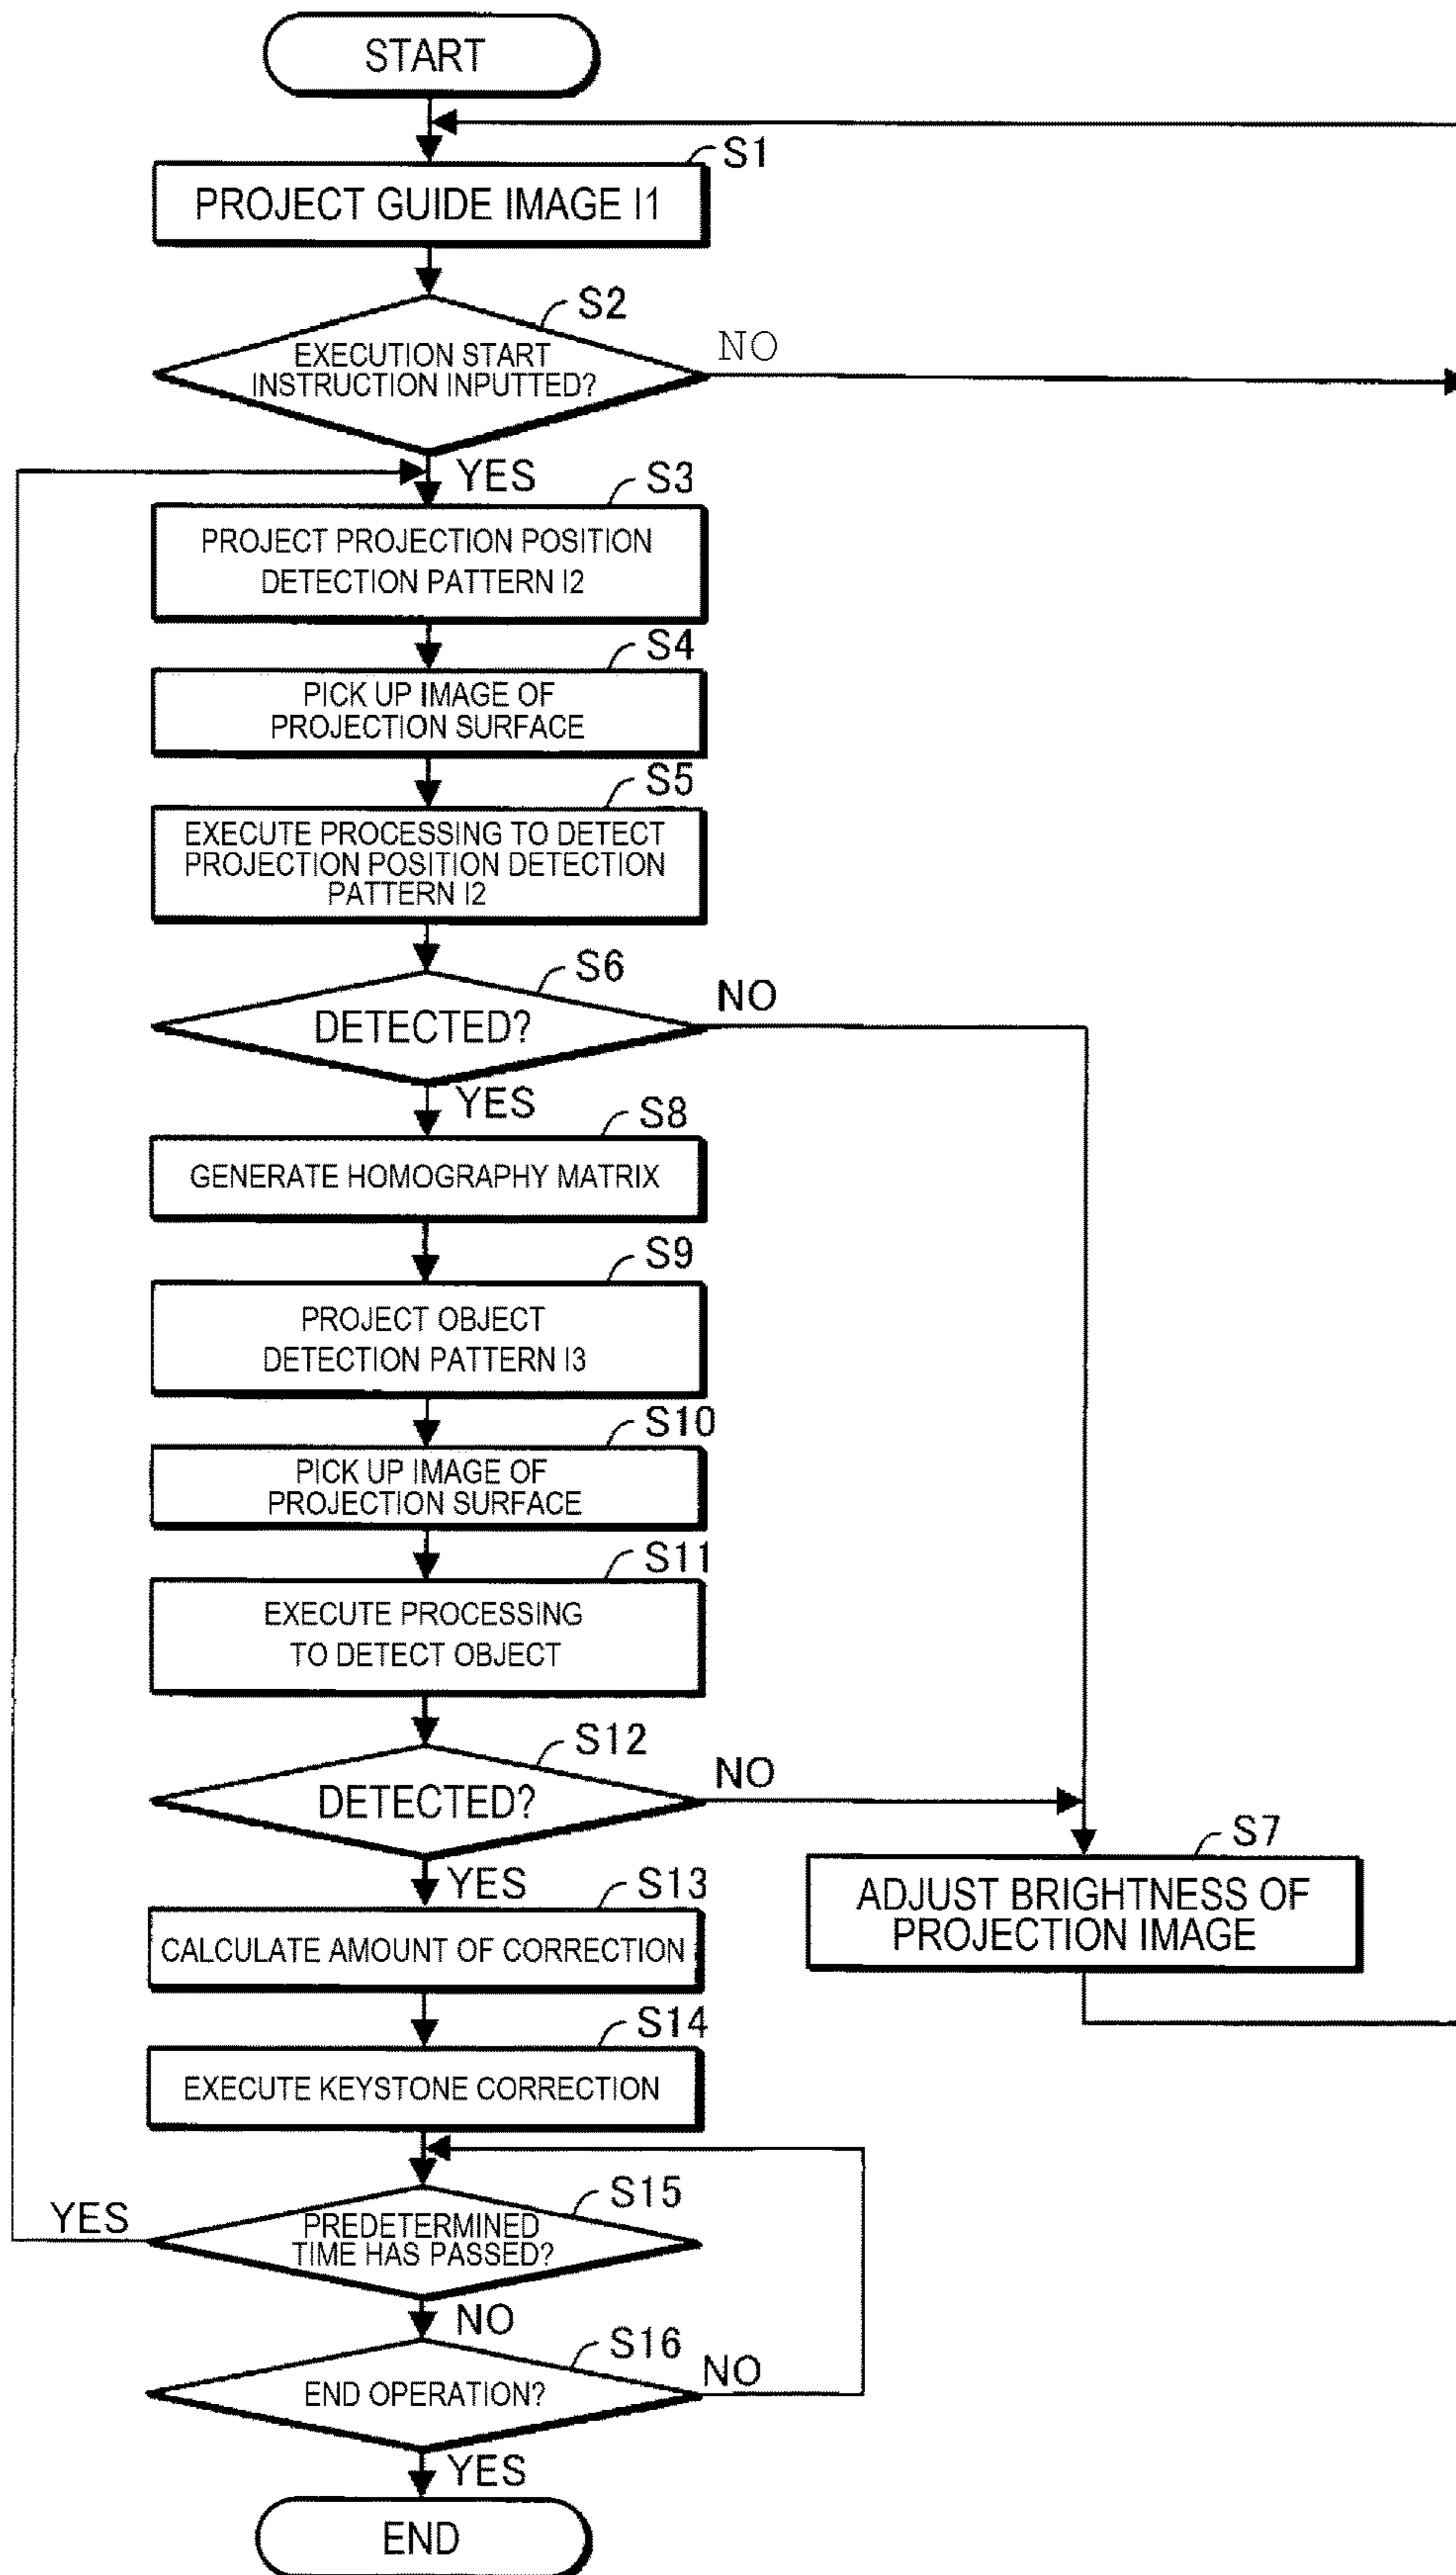 START
S1
PROJECT GUIDE IMAGE I1
S2
EXECUTION START
INSTRUCTION INPUTTED?
NO
YES
S3
PROJECT PROJECTION POSITION
DETECTION PATTERN I2
S4
PICK UP IMAGE OF
PROJECTION SURFACE
S5
EXECUTE PROCESSING TO DETECT
PROJECTION POSITION DETECTION
PATTERN I2
S6
DETECTED?
NO
YES
S8
GENERATE HOMOGRAPHY MATRIX
S9
PROJECT OBJECT
DETECTION PATTERN I3
S10
PICK UP IMAGE OF
PROJECTION SURFACE
S11
EXECUTE PROCESSING
TO DETECT OBJECT
S12
DETECTED?
NO
YES
S7
ADJUST BRIGHTNESS OF
PROJECTION IMAGE
S13
CALCULATE AMOUNT OF CORRECTION
S14
EXECUTE KEYSTONE CORRECTION
S15
PREDETERMINED
TIME HAS PASSED?
YES
NO
S16
END OPERATION?
NO
YES
END